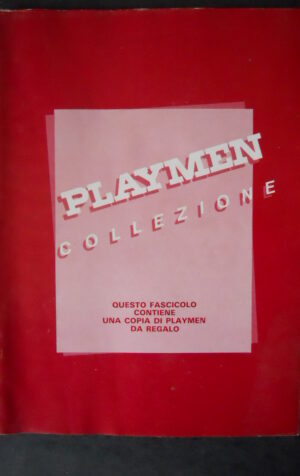 PLAYMEN
COLLEZIONE
QUESTO FASCICOLO
CONTIENE
UNA COPIA DI PLAYMEN
DA REGALO